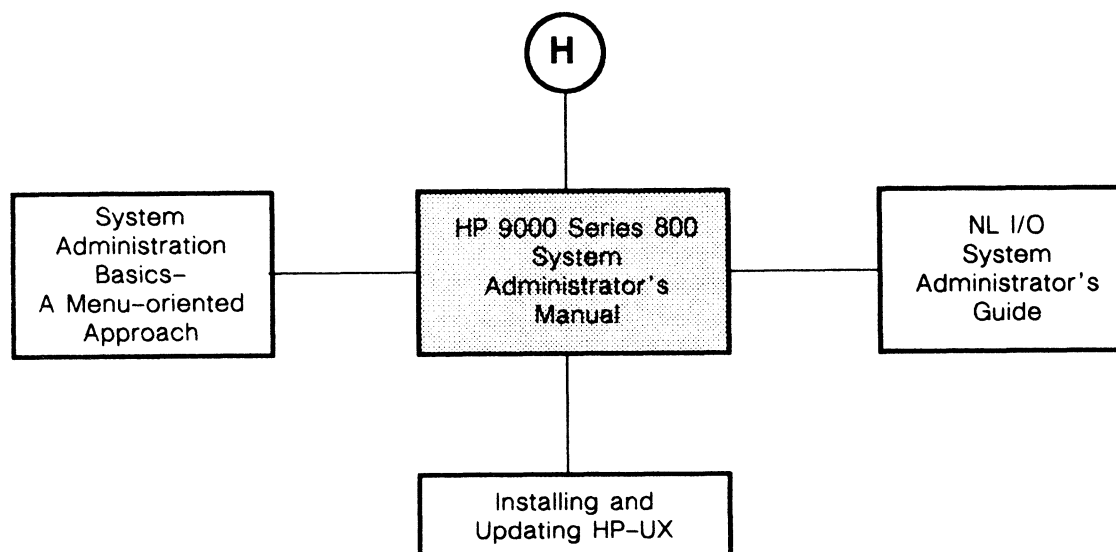 H
System
Administration
Basics–
A Menu–oriented
Approach
HP 9000 Series 800
System
Administrator's
Manual
NL I/O
System
Administrator's
Guide
Installing and
Updating HP–UX